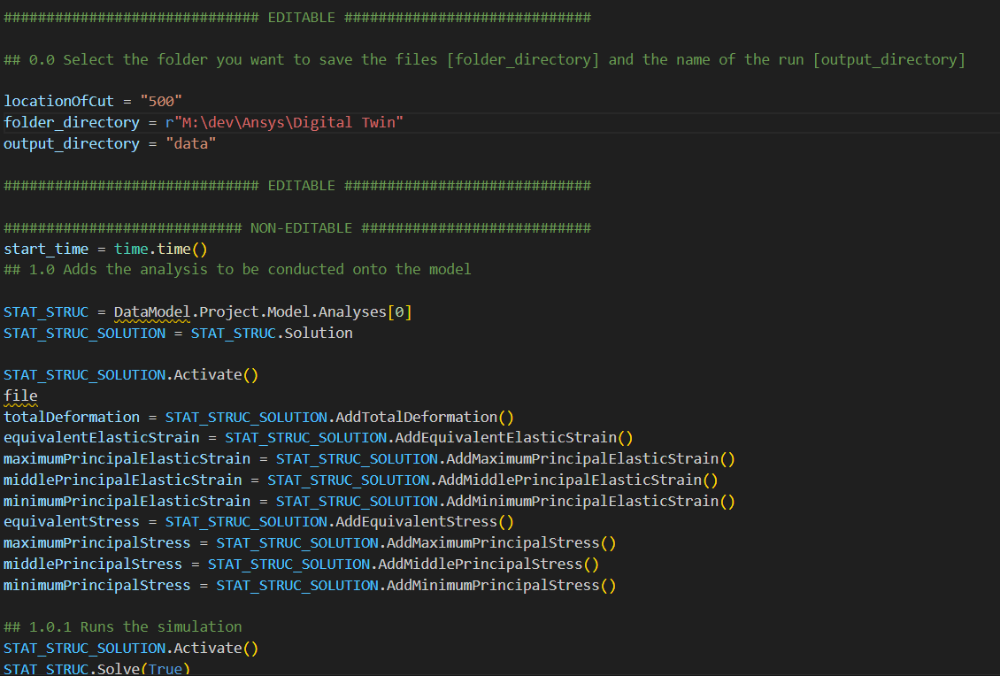 ############################## EDITABLE #############################
## 0.0 Select the folder you want to save the files [folder_directory] and the name of the run [output_directory]
locationOfCut = "500"
folder_directory = r"M:\dev\Ansys\Digital Twin"
output_directory = "data"
############################## EDITABLE #############################
############################ NON-EDITABLE ###########################
start_time = time.time()
## 1.0 Adds the analysis to be conducted onto the model
STAT_STRUC = DataModel.Project.Model.Analyses[0]
STAT_STRUC_SOLUTION = STAT_STRUC.Solution
STAT_STRUC_SOLUTION.Activate()
file
totalDeformation = STAT_STRUC_SOLUTION.AddTotalDeformation()
equivalentElasticStrain = STAT_STRUC_SOLUTION.AddEquivalentElasticStrain()
maximumPrincipalElasticStrain = STAT_STRUC_SOLUTION.AddMaximumPrincipalElasticStrain()
middlePrincipalElasticStrain = STAT_STRUC_SOLUTION.AddMiddlePrincipalElasticStrain()
minimumPrincipalElasticStrain = STAT_STRUC_SOLUTION.AddMinimumPrincipalElasticStrain()
equivalentStress = STAT_STRUC_SOLUTION.AddEquivalentStress()
maximumPrincipalStress = STAT_STRUC_SOLUTION.AddMaximumPrincipalStress()
middlePrincipalStress = STAT_STRUC_SOLUTION.AddMiddlePrincipalStress()
minimumPrincipalStress = STAT_STRUC_SOLUTION.AddMinimumPrincipalStress()
## 1.0.1 Runs the simulation
STAT_STRUC_SOLUTION.Activate()
STAT_STRUC.Solve(True)